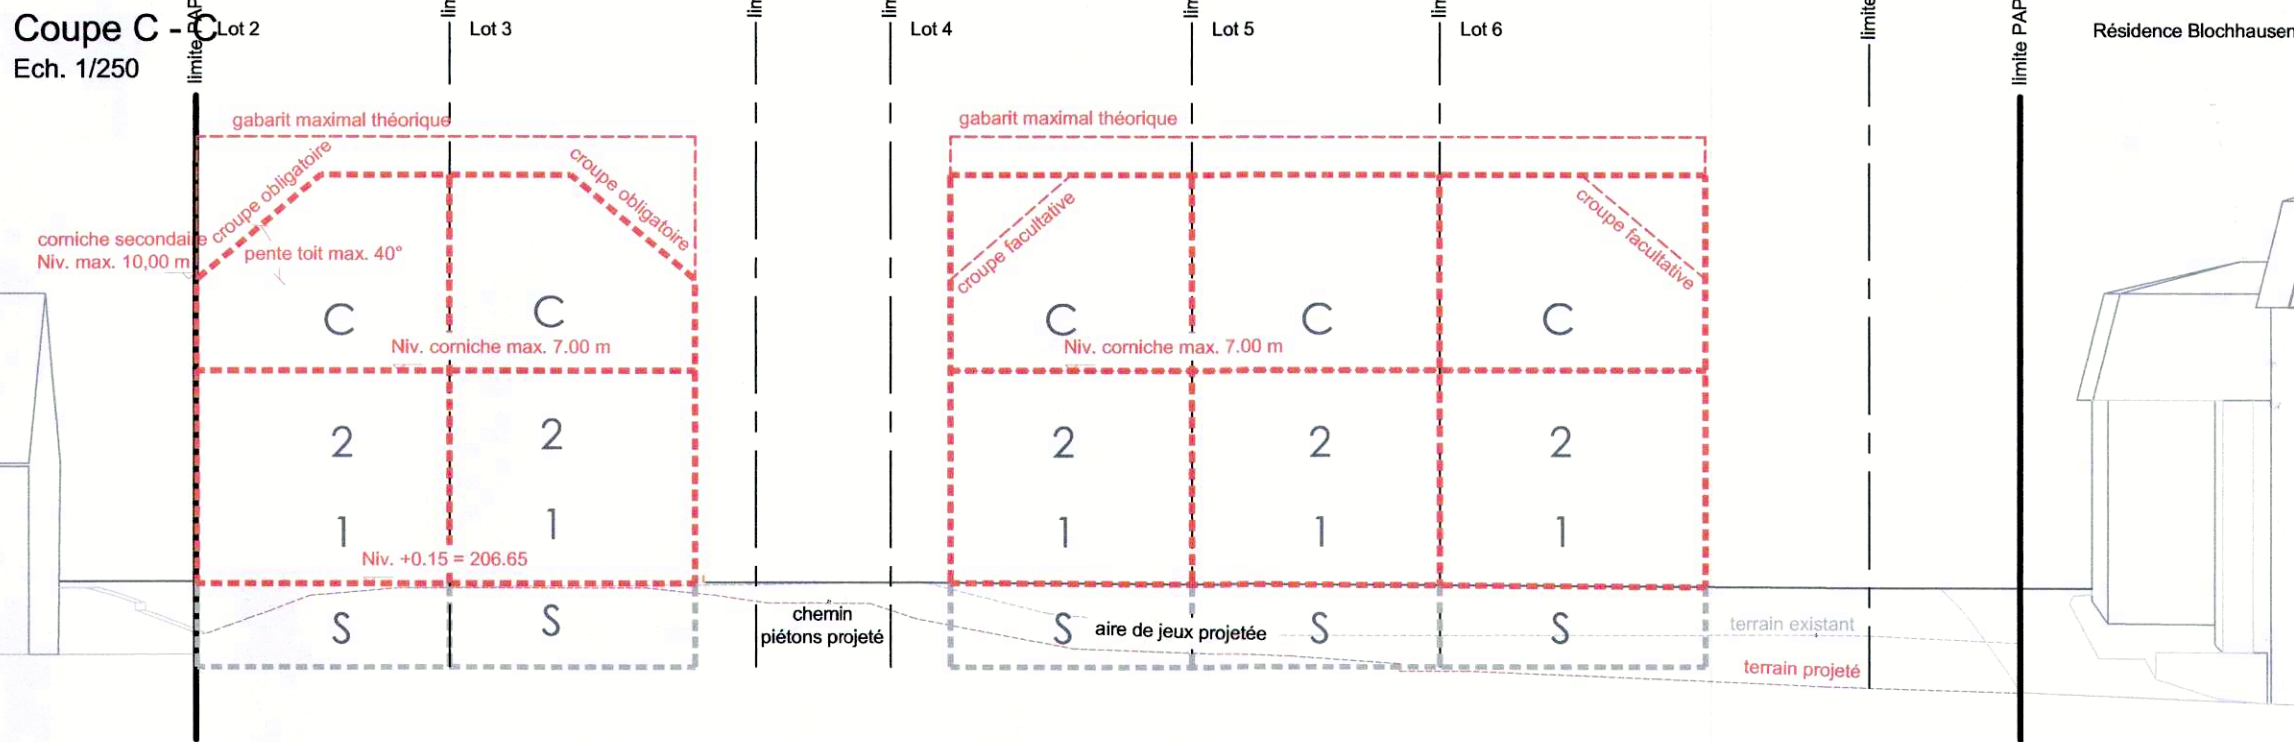 Coupe C - C
Ech. 1/250
limite PAP
Lot 2
Lot 3
Lot 4
Lot 5
Lot 6
limite
limite PAP
Résidence Blochhausen
gabarit maximal théorique
gabarit maximal théorique
croupe obligatoire
croupe obligatoire
croupe facultative
croupe facultative
corniche secondaire
Niv. max. 10,00 m
pente toit max. 40°
C
C
C
C
C
Niv. corniche max. 7.00 m
Niv. corniche max. 7.00 m
2
2
2
2
2
1
1
1
1
1
Niv. +0.15 = 206.65
S
S
S
S
S
chemin
piétons projeté
aire de jeux projetée
terrain existant
terrain projeté